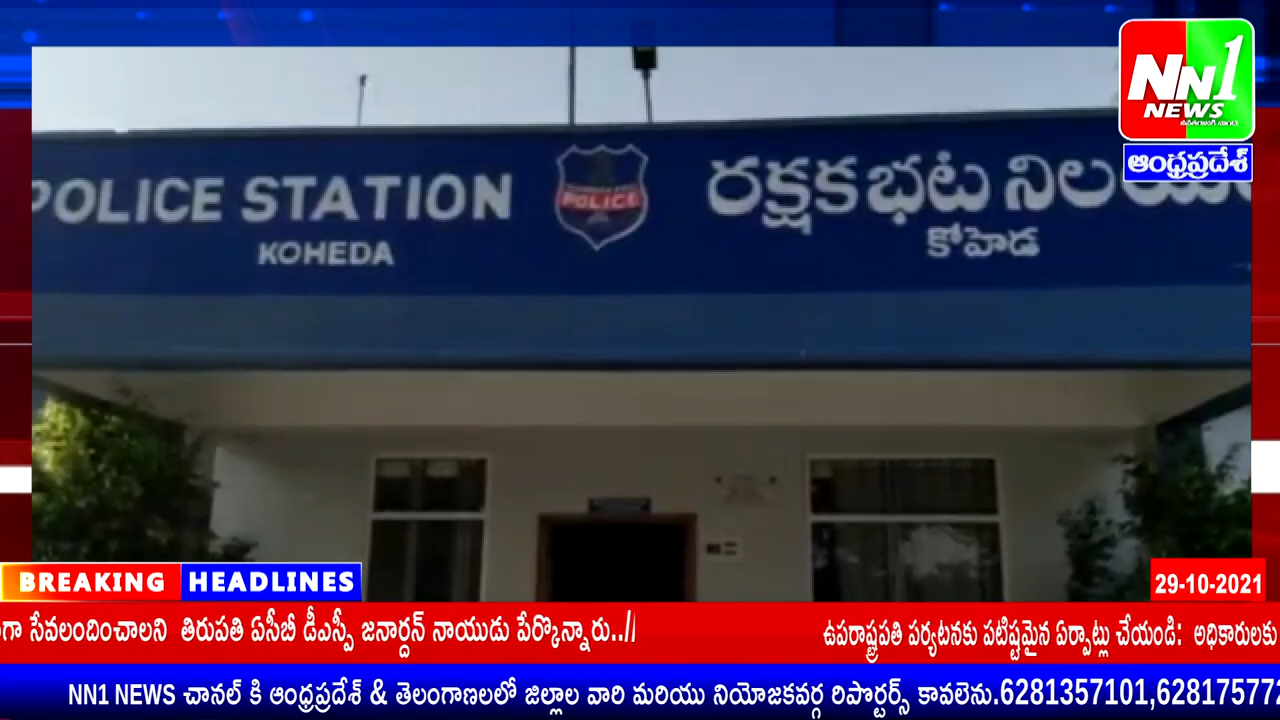 NN1
NEWS
ఆంధ్రప్రదేశ్
POLICE STATION
KOHEDA
POLICE
రక్షకభట
కోహెడ
BREAKING HEADLINES
29-10-2021
సేవలందించాలని తిరుపతి ఏసీబీ డీఎస్పీ జనార్దన్ నాయుడు పేర్కొన్నారు..// ఉపరాష్ట్రపతి పర్యటనకు పటిష్టమైన ఏర్పాట్లు చేయండి: అధికారులకు
NN1 NEWS చానల్ కి ఆంధ్రప్రదేశ్ & తెలంగాణలలో జిల్లాల వారి మరియు నియోజకవర్గ రిపొర్టర్స్ కావలెను.6281357101,